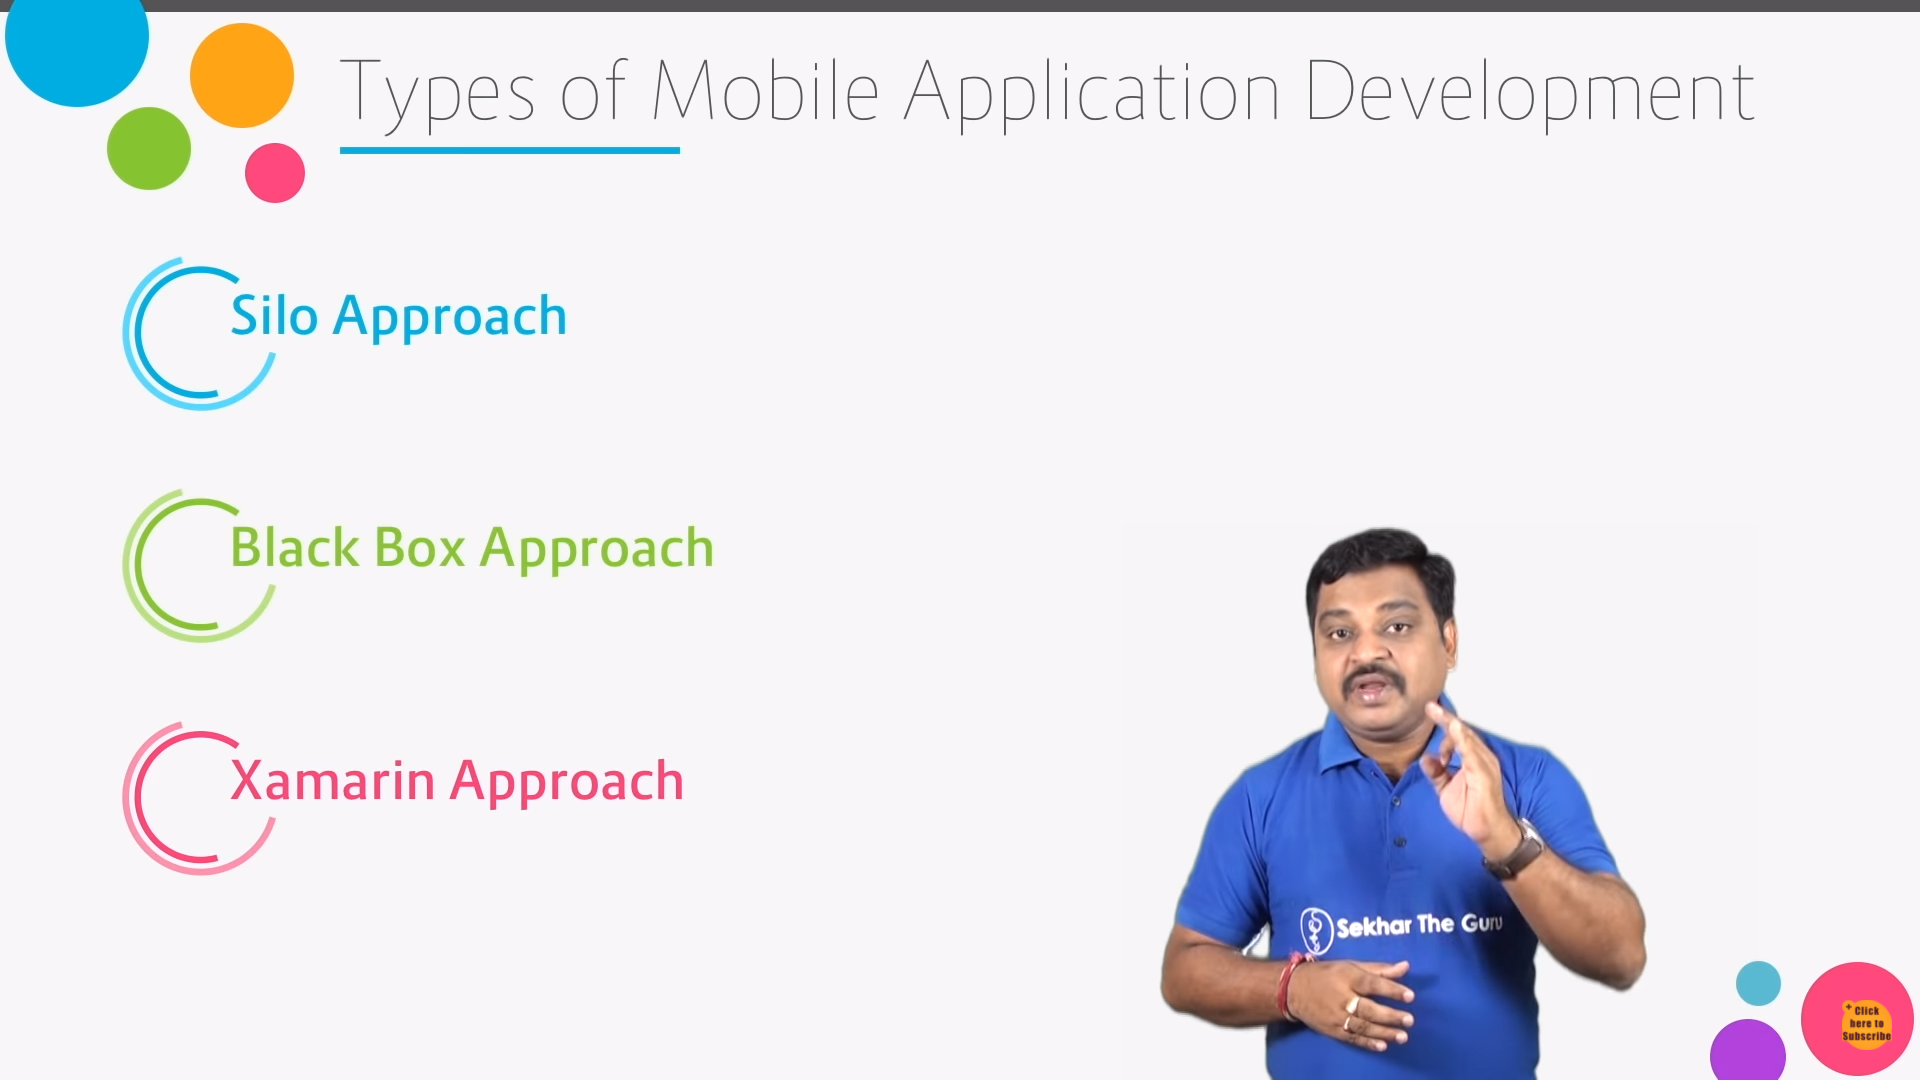 Types of Mobile Application Development
Silo Approach
Black Box Approach
Xamarin Approach
Sekhar The Guru
Click
here to
Subscribe